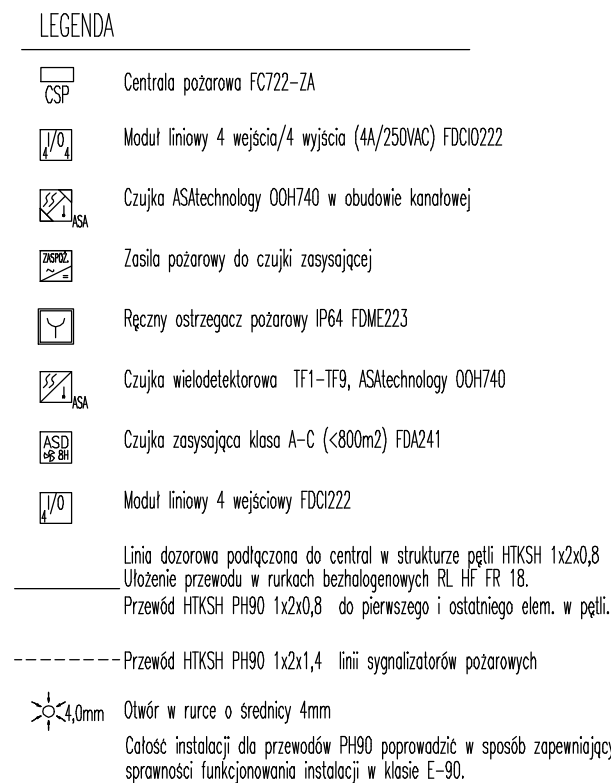 LEGENDA
CSP Centrala pożarowa FC722-ZA
4 I/O 4 Moduł liniowy 4 wejścia/4 wyjścia (4A/250VAC) FDCIO222
ASA Czujka ASAtechnology OOH740 w obudowie kanałowej
ZASPOŻ. Zasila pożarowy do czujki zasysającej
Ręczny ostrzegacz pożarowy IP64 FDME223
ASA Czujka wielodetektorowa TF1-TF9, ASAtechnology OOH740
ASD 8H Czujka zasysająca klasa A-C (<800m2) FDA241
4 I/O Moduł liniowy 4 wejściowy FDCI222
Linia dozorowa podłączona do central w strukturze pętli HTKSH 1x2x0,8
Ułożenie przewodu w rurkach bezhalogenowych RL HF FR 18.
Przewód HTKSH PH90 1x2x0,8 do pierwszego i ostatniego elem. w pętli.
Przewód HTKSH PH90 1x2x1,4 linii sygnalizatorów pożarowych
4,0mm Otwór w rurce o średnicy 4mm
Całość instalacji dla przewodów PH90 poprowadzić w sposób zapewniający
sprawności funkcjonowania instalacji w klasie E-90.